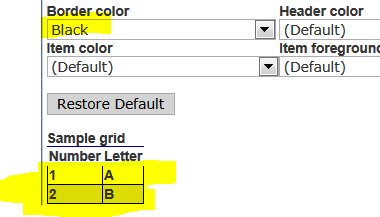 Border color Header color
Black (Default)
Item color Item foreground
(Default) (Default)
Restore Default
Sample grid
Number Letter
1 A
2 B